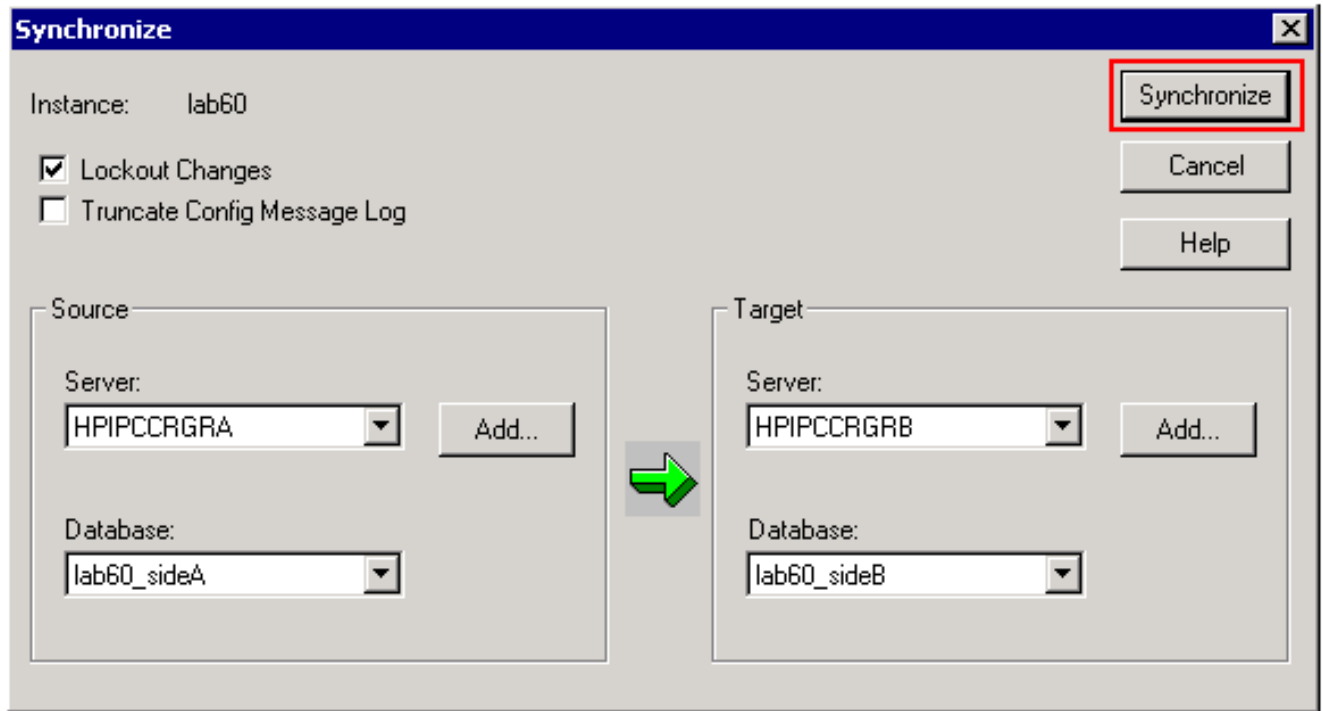 Synchronize
Instance: lab60
Synchronize
Lockout Changes
Cancel
Truncate Config Message Log
Help
Source
Server:
HPIPCCRGRA
Add...
Database:
lab60_sideA
Target
Server:
HPIPCCRGRB
Add...
Database:
lab60_sideB